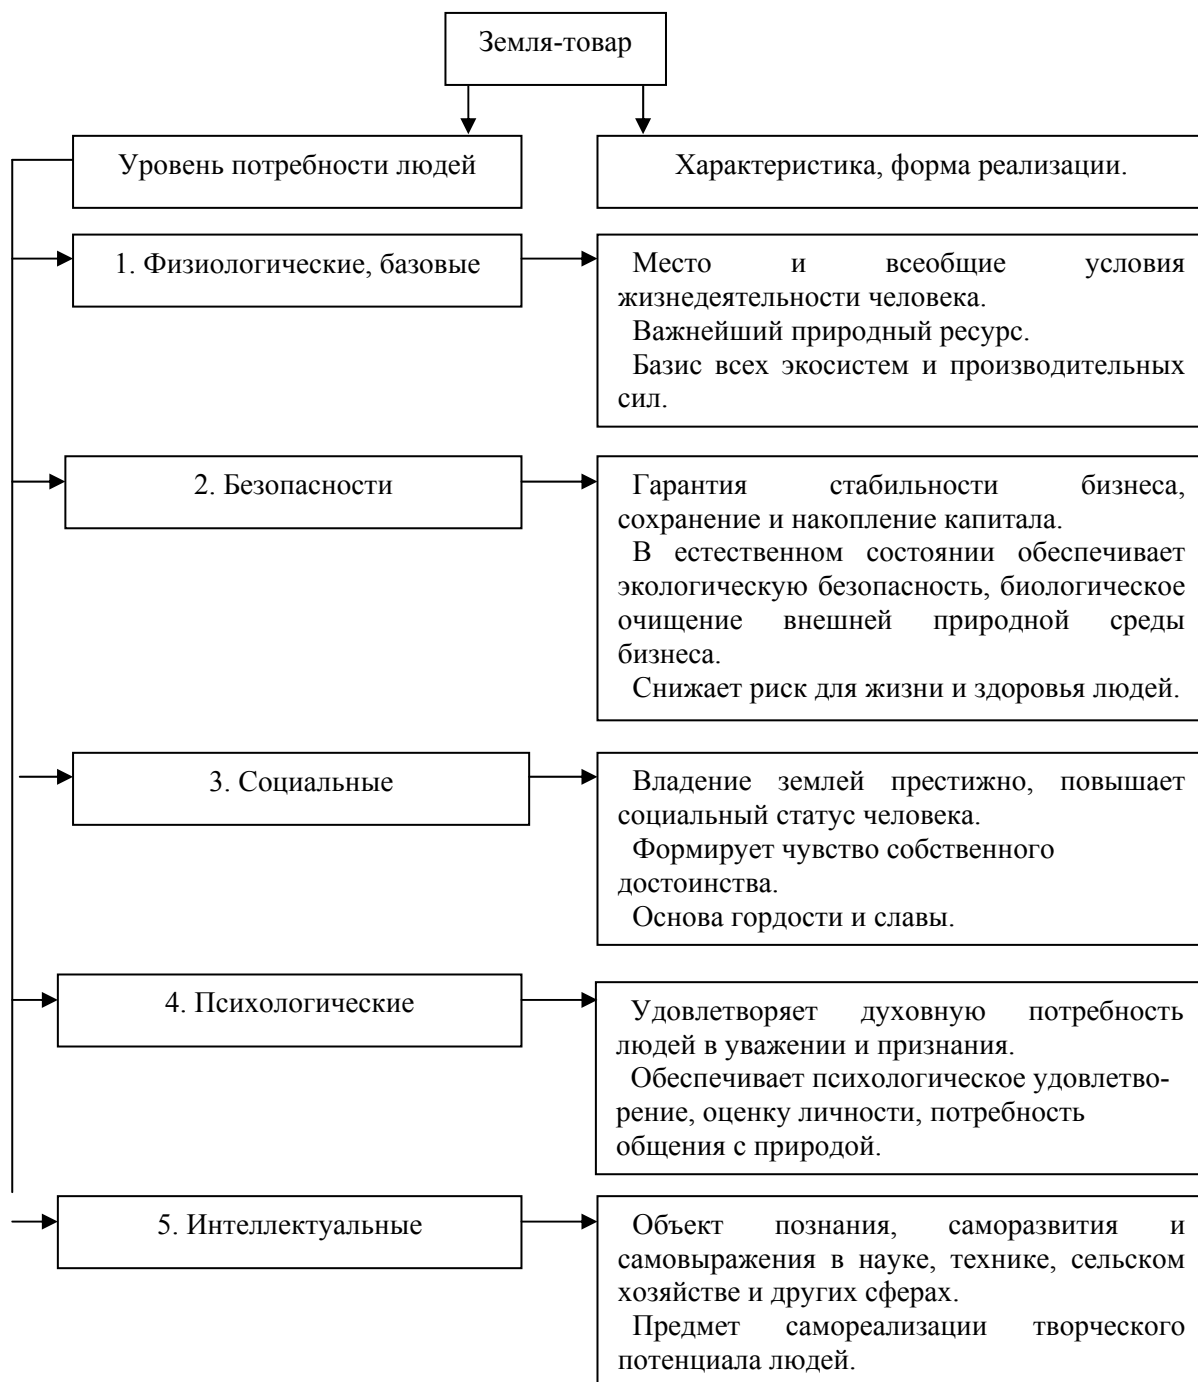 Земля-товар
Уровень потребности людей
Характеристика, форма реализации.
1. Физиологические, базовые
Место и всеобщие условия
жизнедеятельности человека.
Важнейший природный ресурс.
Базис всех экосистем и производительных
сил.
2. Безопасности
Гарантия стабильности бизнеса,
сохранение и накопление капитала.
В естественном состоянии обеспечивает
экологическую безопасность, биологическое
очищение внешней природной среды
бизнеса.
Снижает риск для жизни и здоровья людей.
3. Социальные
Владение землей престижно, повышает
социальный статус человека.
Формирует чувство собственного
достоинства.
Основа гордости и славы.
4. Психологические
Удовлетворяет духовную потребность
людей в уважении и признания.
Обеспечивает психологическое удовлетво-
рение, оценку личности, потребность
общения с природой.
5. Интеллектуальные
Объект познания, саморазвития и
самовыражения в науке, технике, сельском
хозяйстве и других сферах.
Предмет самореализации творческого
потенциала людей.